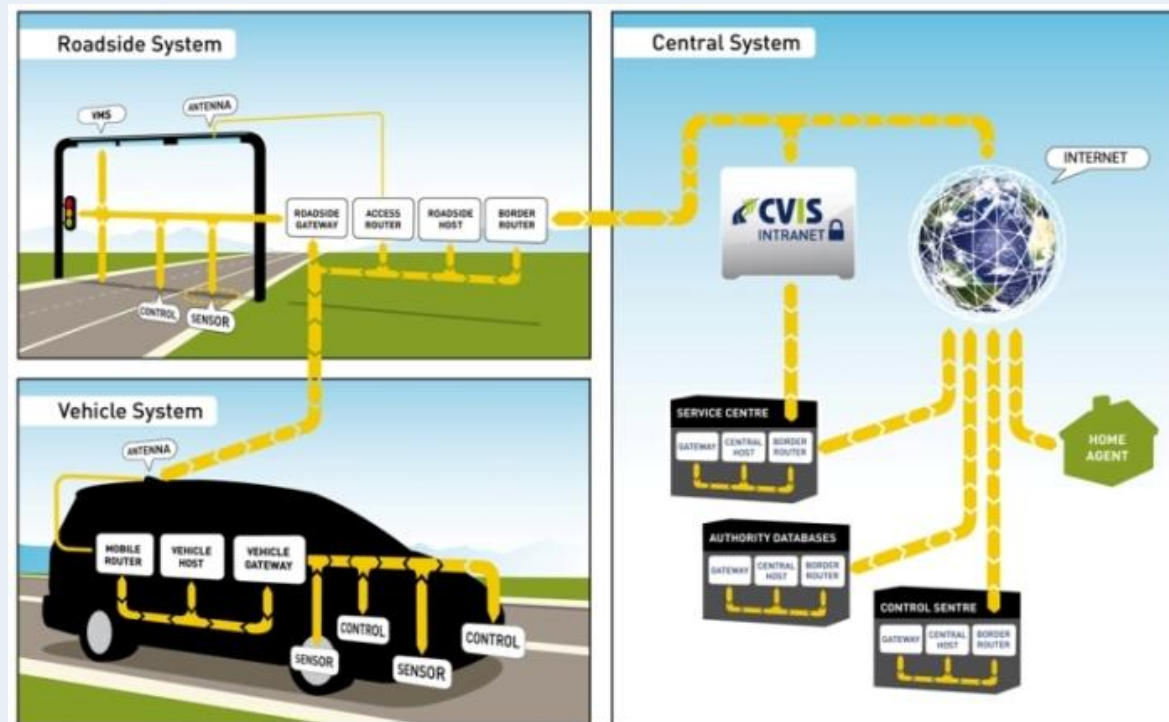 Roadside System
VMS
ANTENNA
ROADSIDE
GATEWAY
ACCESS
ROUTER
ROADSIDE
HOST
BORDER
ROUTER
CONTROL
SENSOR
Vehicle System
ANTENNA
MOBILE
ROUTER
VEHICLE
HOST
VEHICLE
GATEWAY
SENSOR
CONTROL
SENSOR
CONTROL
Central System
INTERNET
CVIS
INTRANET
SERVICE CENTRE
GATEWAY
CENTRAL
HOST
BORDER
ROUTER
HOME
AGENT
AUTHORITY DATABASES
GATEWAY
CENTRAL
HOST
BORDER
ROUTER
CONTROL SENTRE
GATEWAY
CENTRAL
HOST
BORDER
ROUTER